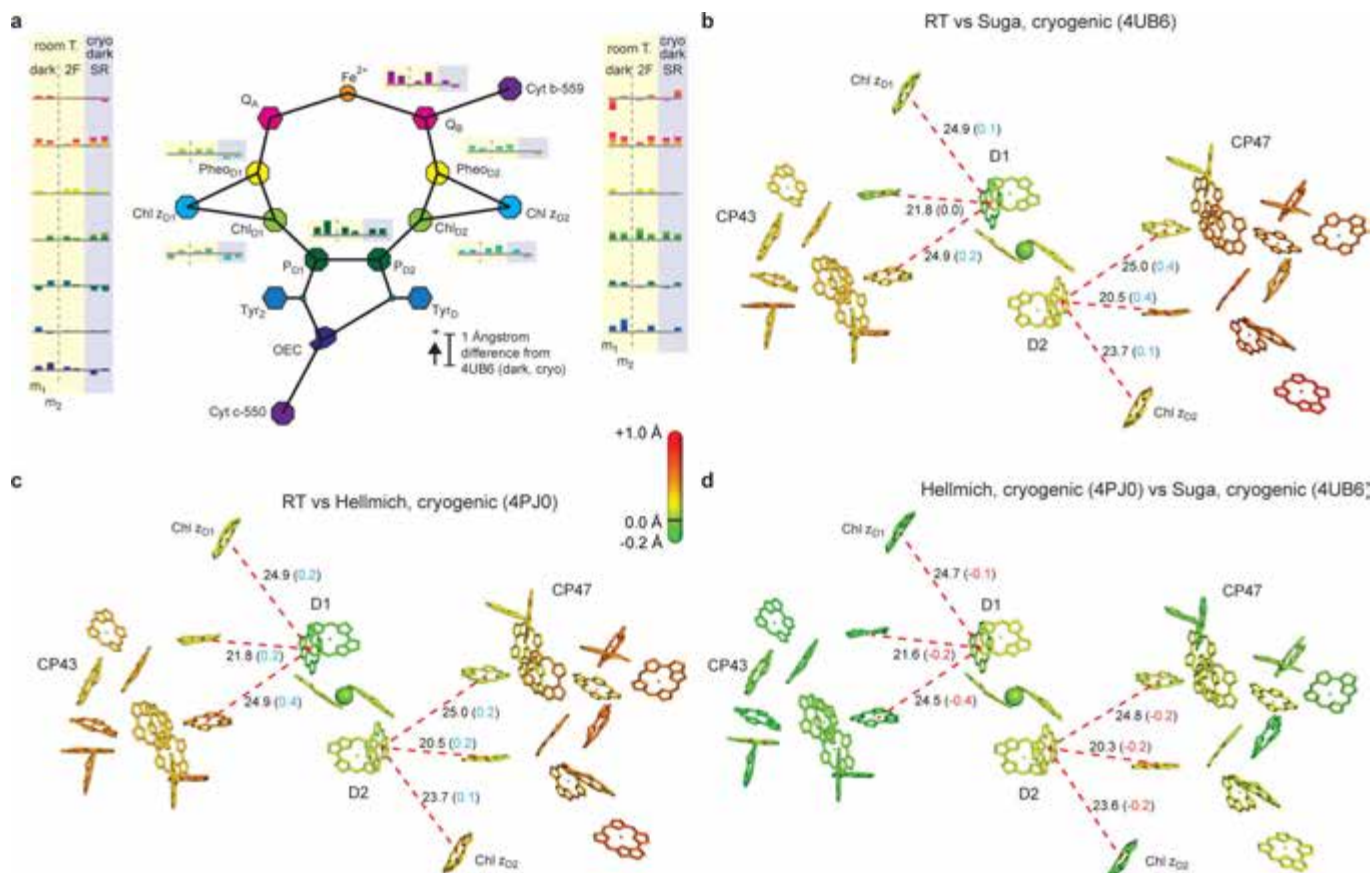 a
room T.
cryo
dark
dark 2F SR
Fe2+
QA
QB
Cyt b-559
PheoD1
PheoD2
Chl zD1
Chl zD2
ChlD1
ChlD2
PD1
PD2
TyrZ
TyrD
OEC
Cyt c-550
1 Ångstrom
difference from
4UB6 (dark, cryo)
m1
m2
room T.
cryo
dark
dark 2F SR
m1
m2
b
RT vs Suga, cryogenic (4UB6)
Chl zD1
24.9 (0.1)
D1
CP47
CP43
21.8 (0.0)
24.9 (0.2)
25.0 (0.4)
20.5 (0.4)
D2
23.7 (0.1)
Chl zD2
+1.0 Å
0.0 Å
-0.2 Å
c
RT vs Hellmich, cryogenic (4PJ0)
Chl zD1
24.9 (0.2)
D1
CP47
CP43
21.8 (0.2)
24.9 (0.4)
25.0 (0.2)
20.5 (0.2)
D2
23.7 (0.1)
Chl zD2
d
Hellmich, cryogenic (4PJ0) vs Suga, cryogenic (4UB6)
Chl zD1
24.7 (-0.1)
D1
CP47
CP43
21.6 (-0.2)
24.5 (-0.4)
24.8 (-0.2)
20.3 (-0.2)
D2
23.6 (-0.2)
Chl zD2